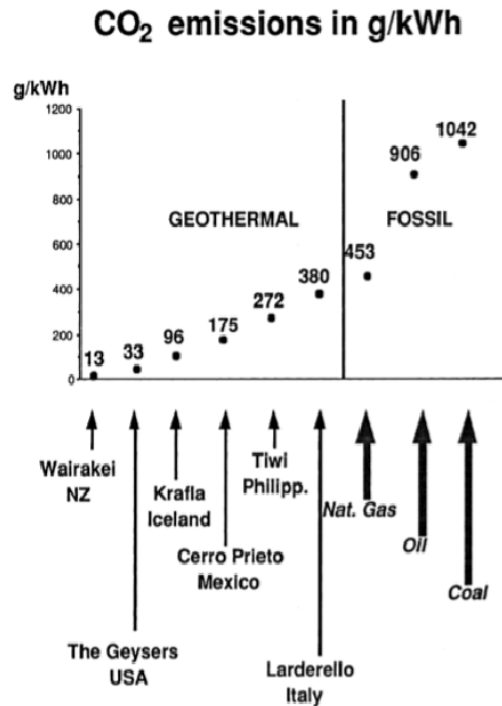 CO₂ emissions in g/kWh
g/kWh
1200
1000
800
600
400
200
0
GEOTHERMAL
FOSSIL
13
33
96
175
272
380
453
906
1042
Wairakei
NZ
The Geysers
USA
Krafla
Iceland
Cerro Prieto
Mexico
Tiwi
Philipp.
Larderello
Italy
Nat. Gas
Oil
Coal